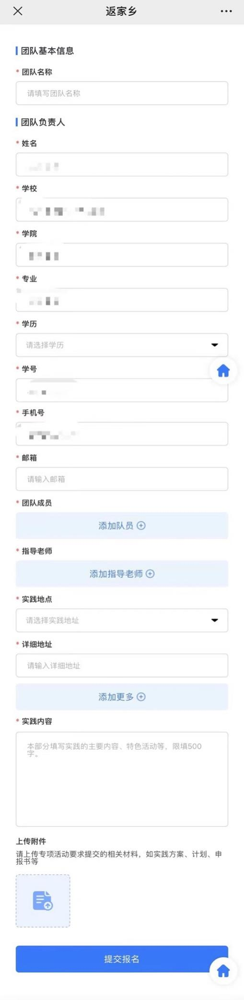 返家乡
团队基本信息
* 团队名称
请填写团队名称
团队负责人
* 姓名
* 学校
* 学院
* 专业
* 学历
请选择学历
* 学号
* 手机号
* 邮箱
请输入邮箱
* 团队成员
添加队员
* 指导老师
添加指导老师
* 实践地点
请选择实践地址
* 详细地址
请输入详细地址
添加更多
* 实践内容
本部分填写实践的主要内容、特色活动等，限填500
字。
上传附件
请上传专项活动要求提交的相关材料，如实践方案、计划、申
报书等
提交报名